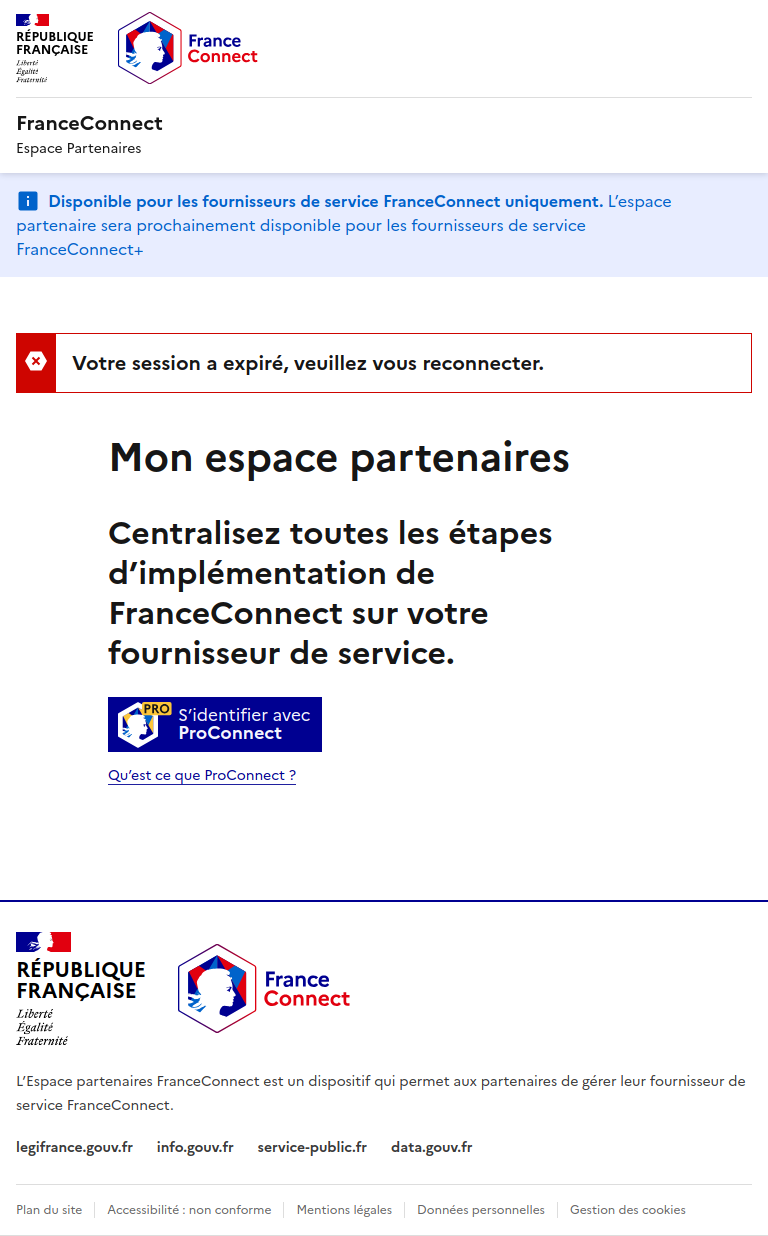 RÉPUBLIQUE
FRANÇAISE
Liberté
Égalité
Fraternité
France
Connect
FranceConnect
Espace Partenaires
Disponible pour les fournisseurs de service FranceConnect uniquement. L’espace
partenaire sera prochainement disponible pour les fournisseurs de service
FranceConnect+
Votre session a expiré, veuillez vous reconnecter.
Mon espace partenaires
Centralisez toutes les étapes
d’implémentation de
FranceConnect sur votre
fournisseur de service.
PRO
S’identifier avec
ProConnect
Qu’est ce que ProConnect ?
RÉPUBLIQUE
FRANÇAISE
Liberté
Égalité
Fraternité
France
Connect
L’Espace partenaires FranceConnect est un dispositif qui permet aux partenaires de gérer leur fournisseur de
service FranceConnect.
legifrance.gouv.fr info.gouv.fr service-public.fr data.gouv.fr
Plan du site Accessibilité : non conforme Mentions légales Données personnelles Gestion des cookies